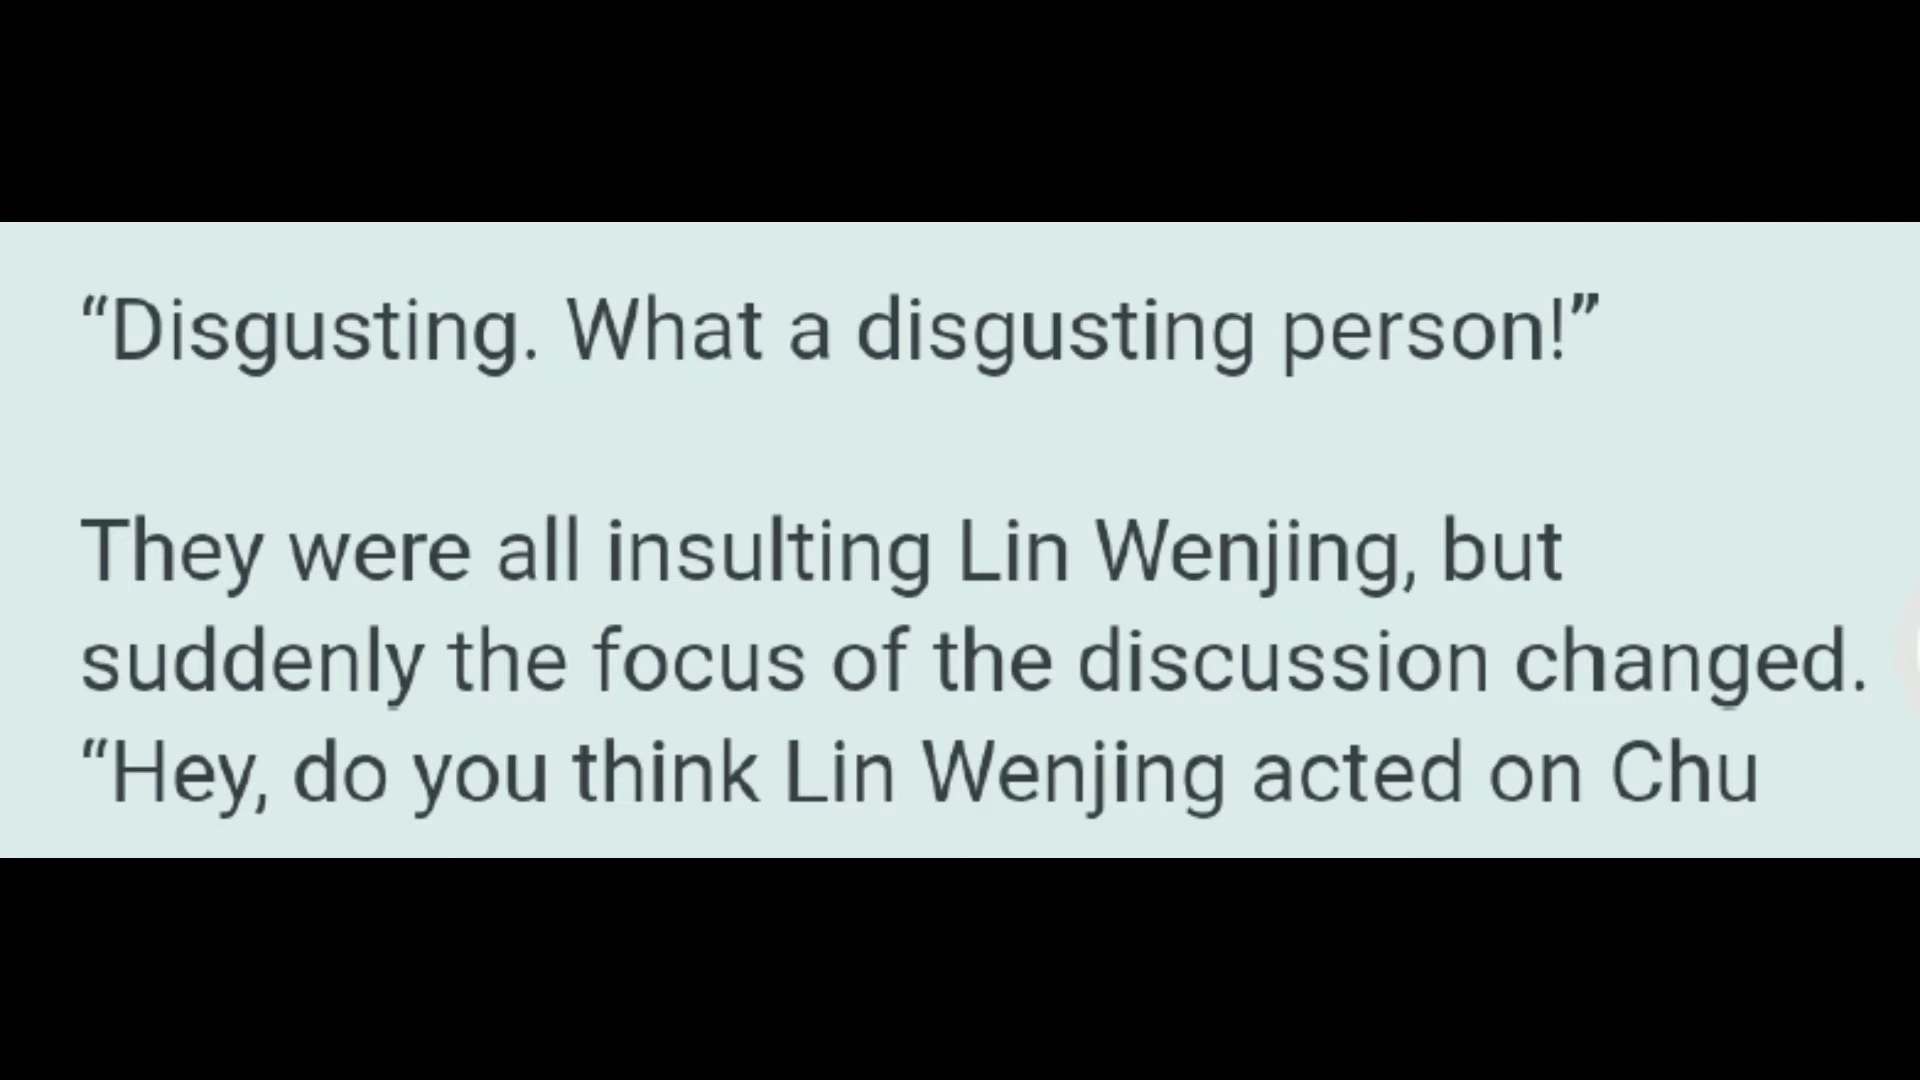 “Disgusting. What a disgusting person!”
They were all insulting Lin Wenjing, but
suddenly the focus of the discussion changed.
“Hey, do you think Lin Wenjing acted on Chu